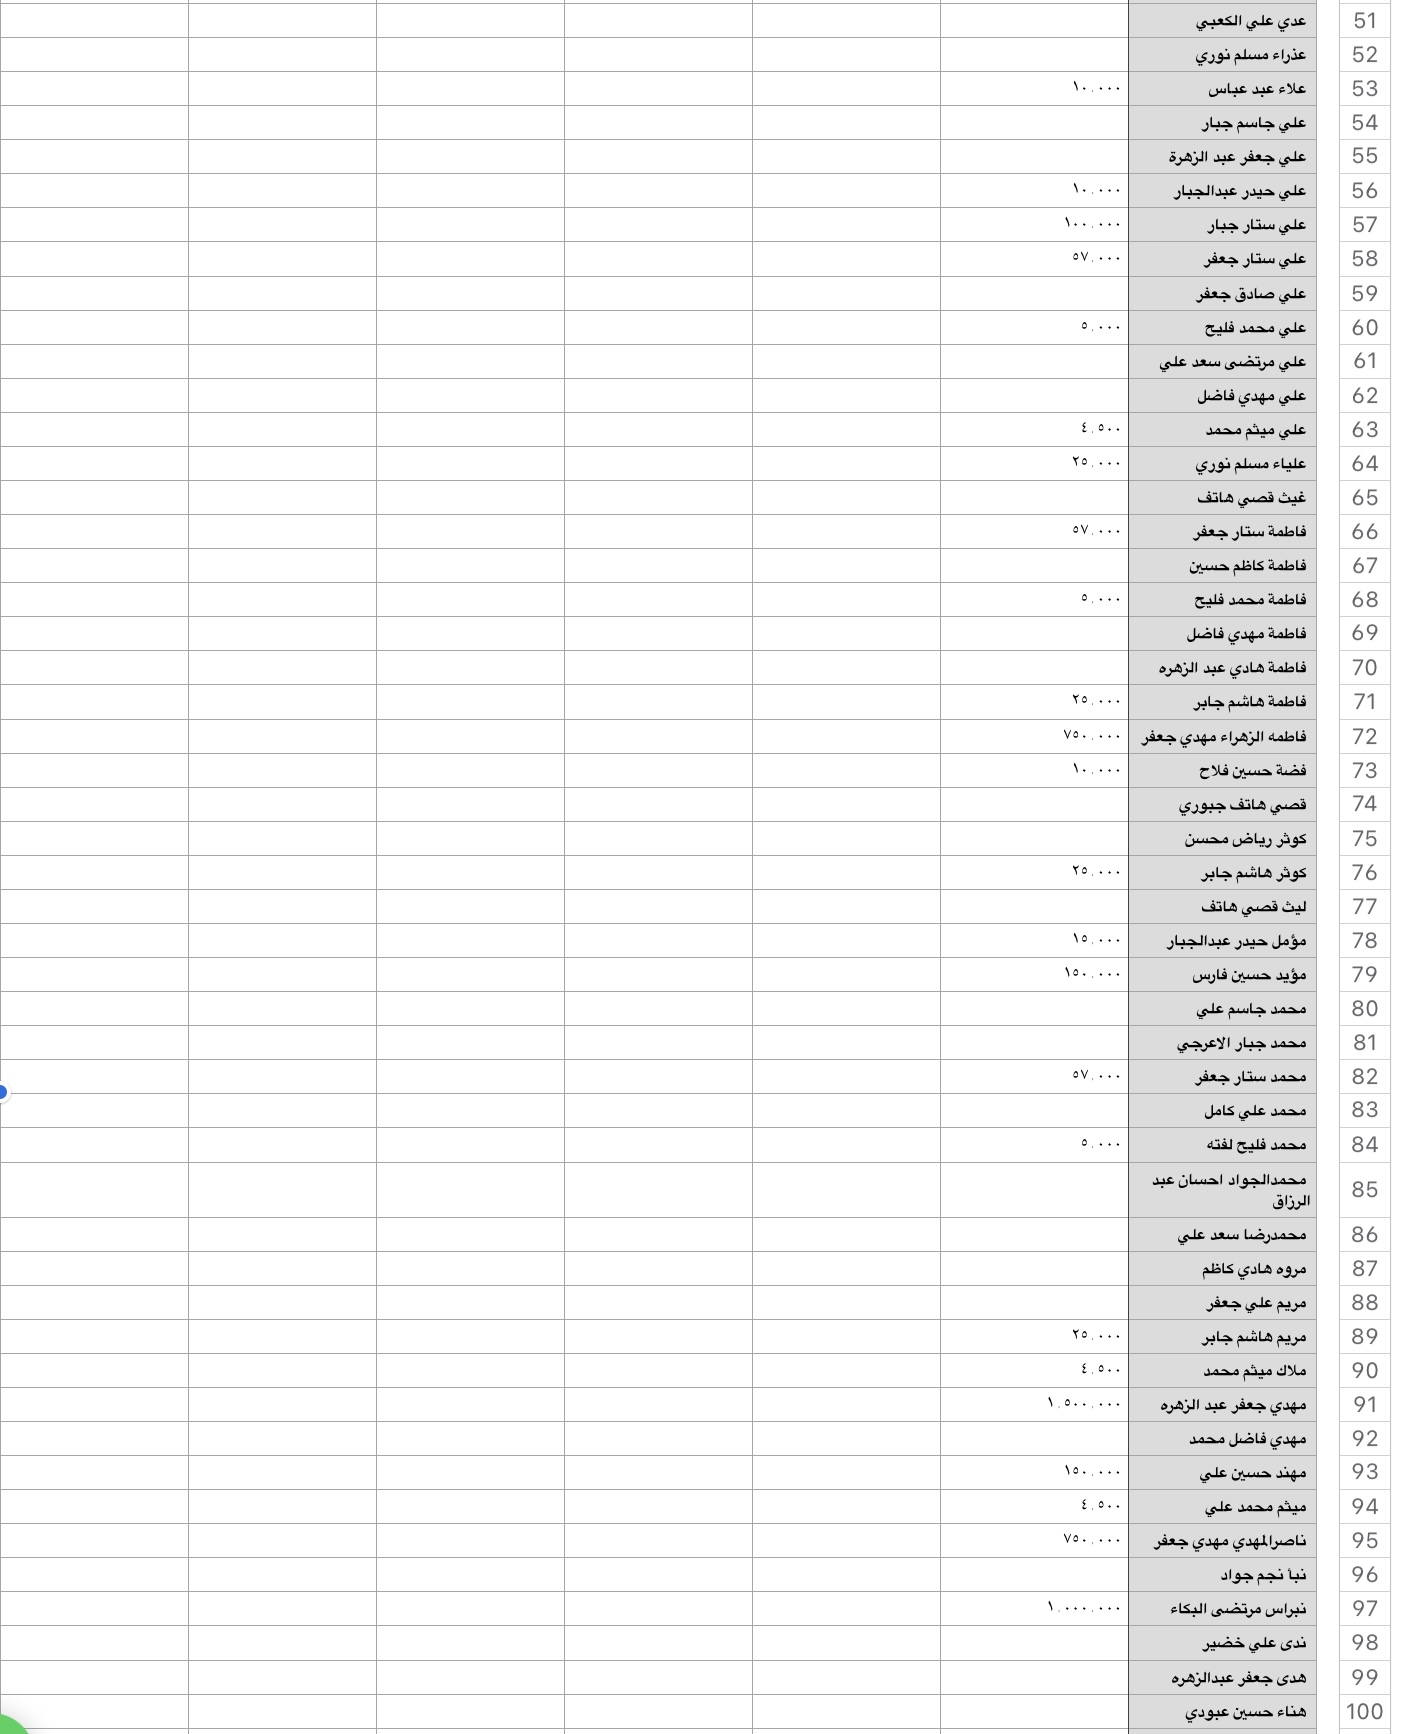 51 عدي علي الكعبي
52 عذراء مسلم نوري
53 علاء عبد عباس ١٠٬٠٠٠
54 علي جاسم جبار
55 علي جعفر عبد الزهرة
56 علي حيدر عبدالجبار ١٠٬٠٠٠
57 علي ستار جبار ١٠٠٬٠٠٠
58 علي ستار جعفر ٥٧٬٠٠٠
59 علي صادق جعفر
60 علي محمد فليح ٥٬٠٠٠
61 علي مرتضى سعد علي
62 علي مهدي فاضل
63 علي ميثم محمد ٤٬٥٠٠
64 علياء مسلم نوري ٢٥٬٠٠٠
65 غيث قصي هاتف
66 فاطمة ستار جعفر ٥٧٬٠٠٠
67 فاطمة كاظم حسين
68 فاطمة محمد فليح ٥٬٠٠٠
69 فاطمة مهدي فاضل
70 فاطمة هادي عبد الزهره
71 فاطمة هاشم جابر ٢٥٬٠٠٠
72 فاطمه الزهراء مهدي جعفر ٧٥٠٬٠٠٠
73 فضة حسين فلاح ١٠٬٠٠٠
74 قصي هاتف جبوري
75 كوثر رياض محسن
76 كوثر هاشم جابر ٢٥٬٠٠٠
77 ليث قصي هاتف
78 مؤمل حيدر عبدالجبار ١٥٬٠٠٠
79 مؤيد حسين فارس ١٥٠٬٠٠٠
80 محمد جاسم علي
81 محمد جبار الاعرجي
82 محمد ستار جعفر ٥٧٬٠٠٠
83 محمد علي كامل
84 محمد فليح لفته ٥٬٠٠٠
85 محمدالجواد احسان عبد
الرزاق
86 محمدرضا سعد علي
87 مروه هادي كاظم
88 مريم علي جعفر
89 مريم هاشم جابر ٢٥٬٠٠٠
90 ملاك ميثم محمد ٤٬٥٠٠
91 مهدي جعفر عبد الزهره ١٬٥٠٠٬٠٠٠
92 مهدي فاضل محمد
93 مهند حسين علي ١٥٠٬٠٠٠
94 ميثم محمد علي ٤٬٥٠٠
95 ناصرالمهدي مهدي جعفر ٧٥٠٬٠٠٠
96 نبأ نجم جواد
97 نبراس مرتضى البكاء ١٬٠٠٠٬٠٠٠
98 ندى علي خضير
99 هدى جعفر عبدالزهره
100 هناء حسين عبودي